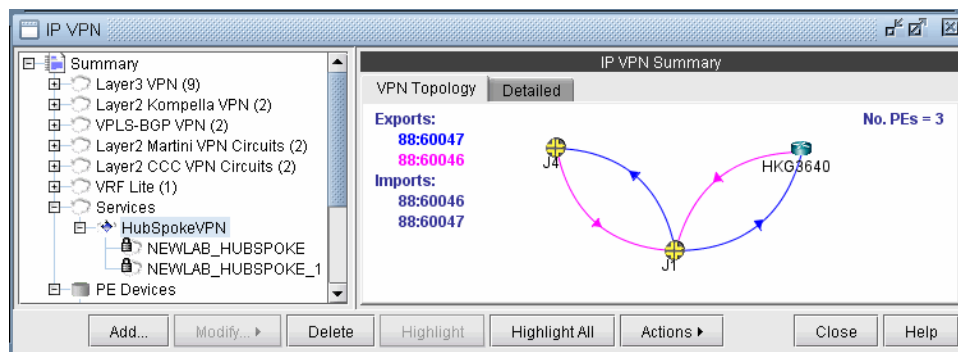 IP VPN
Summary
Layer3 VPN (9)
Layer2 Kompella VPN (2)
VPLS-BGP VPN (2)
Layer2 Martini VPN Circuits (2)
Layer2 CCC VPN Circuits (2)
VRF Lite (1)
Services
HubSpokeVPN
NEWLAB_HUBSPOKE
NEWLAB_HUBSPOKE_1
PE Devices
IP VPN Summary
VPN Topology Detailed
Exports:
88:60047
88:60046
Imports:
88:60046
88:60047
No. PEs = 3
J4
HKG3640
J1
Add... Modify... Delete Highlight Highlight All Actions Close Help